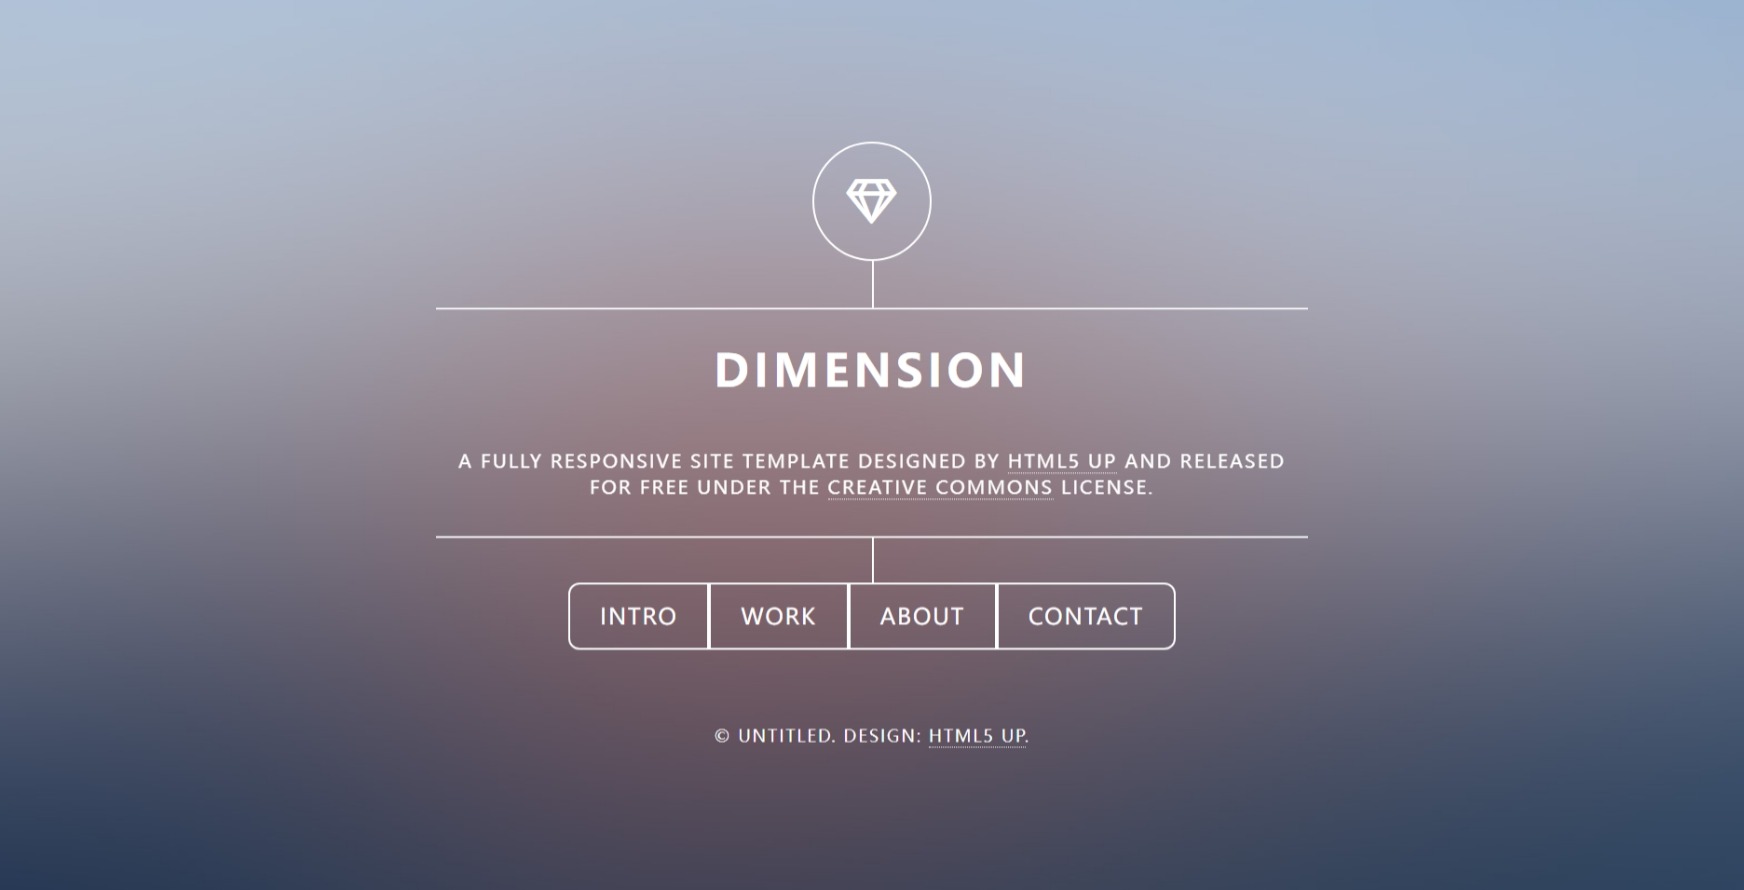 DIMENSION
A FULLY RESPONSIVE SITE TEMPLATE DESIGNED BY HTML5 UP AND RELEASED
FOR FREE UNDER THE CREATIVE COMMONS LICENSE.
INTRO WORK ABOUT CONTACT
© UNTITLED. DESIGN: HTML5 UP.